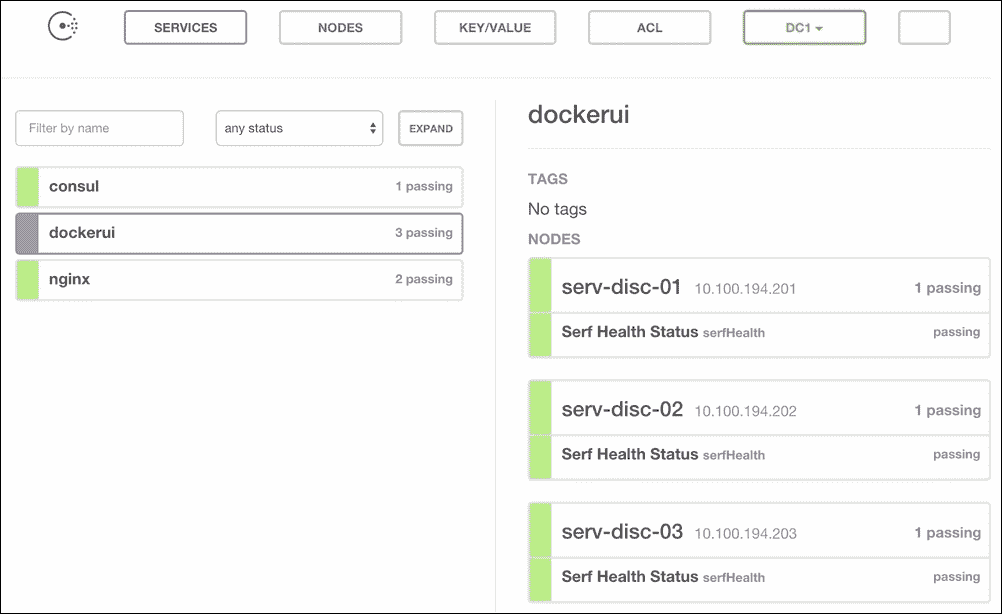 SERVICES NODES KEY/VALUE ACL DC1
Filter by name any status EXPAND
consul 1 passing
dockerui 3 passing
nginx 2 passing
dockerui
TAGS
No tags
NODES
serv-disc-01 10.100.194.201 1 passing
Serf Health Status serfHealth passing
serv-disc-02 10.100.194.202 1 passing
Serf Health Status serfHealth passing
serv-disc-03 10.100.194.203 1 passing
Serf Health Status serfHealth passing